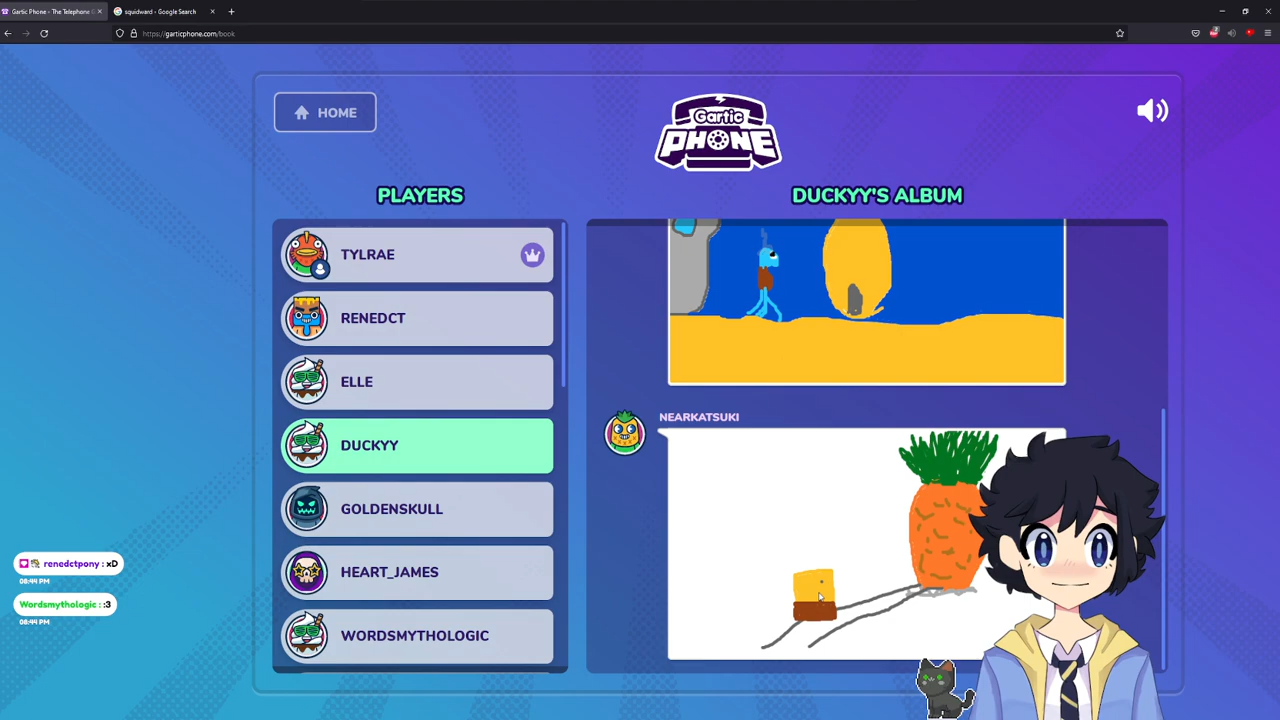 Gartic Phone - The Telephone
squidward - Google Search
https://garticphone.com/book
HOME
Gartic
PHONE
PLAYERS
DUCKYY'S ALBUM
TYLRAE
RENEDCT
ELLE
DUCKYY
GOLDENSKULL
HEART_JAMES
WORDSMYTHOLOGIC
NEARKATSUKI
renedctpony : xD
08:44 PM
Wordsmythologic : :3
08:44 PM